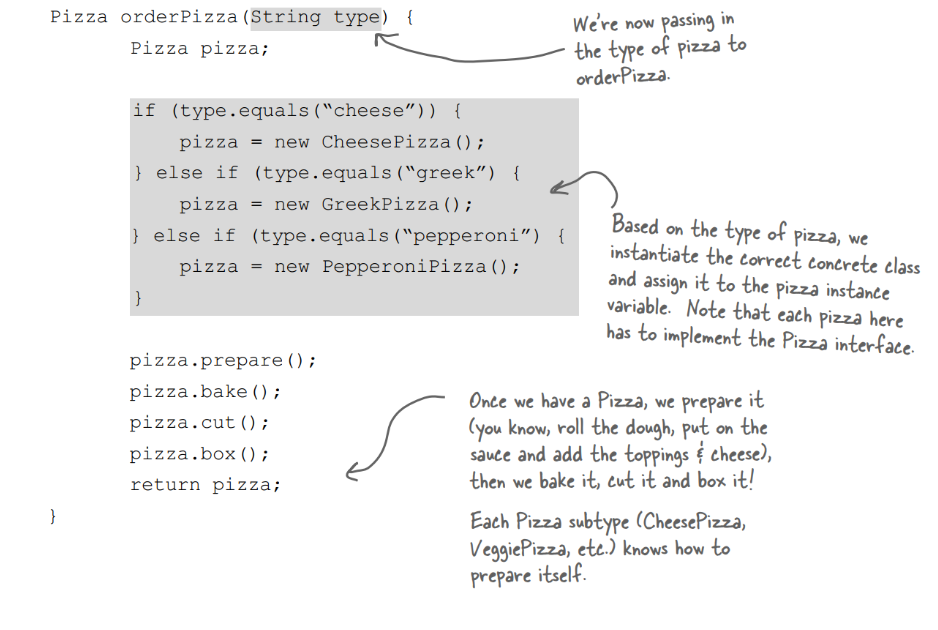 Pizza orderPizza(String type) {
Pizza pizza;
We're now passing in
the type of pizza to
orderPizza.
if (type.equals(“cheese”)) {
pizza = new CheesePizza();
} else if (type.equals(“greek”) {
pizza = new GreekPizza();
} else if (type.equals(“pepperoni”) {
pizza = new PepperoniPizza();
}
Based on the type of pizza, we
instantiate the correct concrete class
and assign it to the pizza instance
variable. Note that each pizza here
has to implement the Pizza interface.
pizza.prepare();
pizza.bake();
pizza.cut();
pizza.box();
return pizza;
}
Once we have a Pizza, we prepare it
(you know, roll the dough, put on the
sauce and add the toppings & cheese),
then we bake it, cut it and box it!
Each Pizza subtype (CheesePizza,
VeggiePizza, etc.) knows how to
prepare itself.